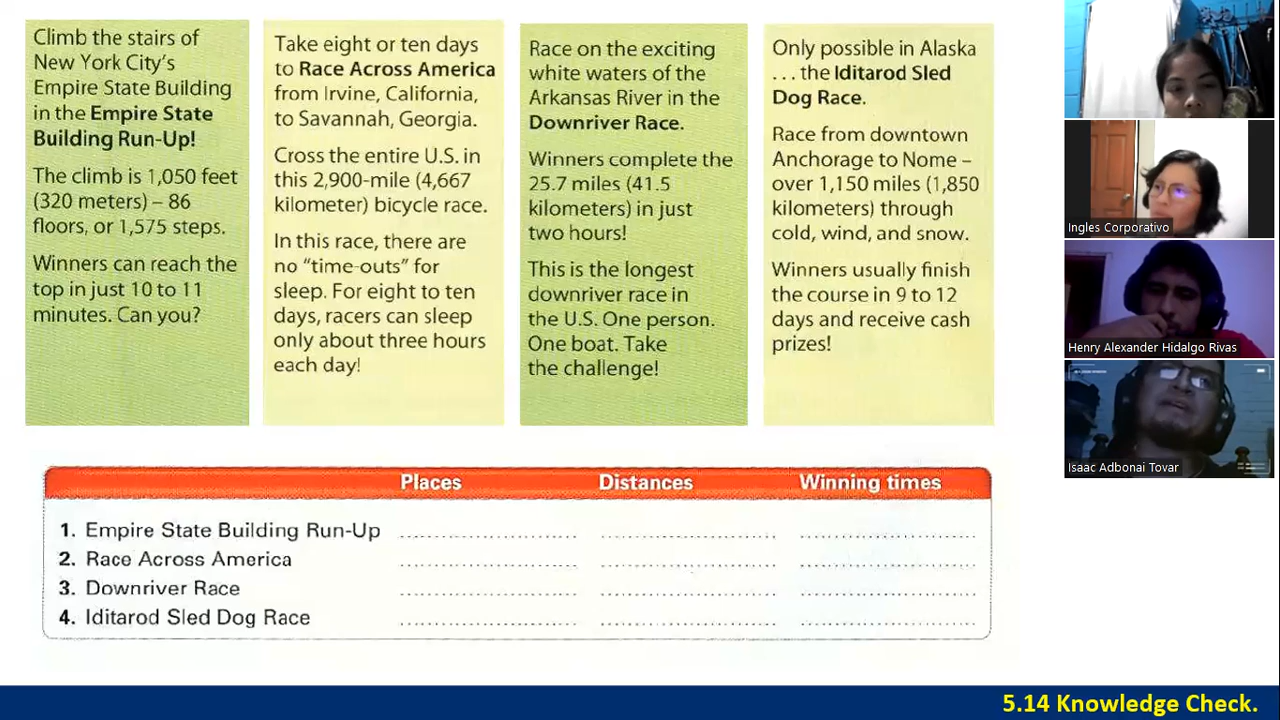 Climb the stairs of
New York City's
Empire State Building
in the Empire State
Building Run-Up!
The climb is 1,050 feet
(320 meters) – 86
floors, or 1,575 steps.
Winners can reach the
top in just 10 to 11
minutes. Can you?
Take eight or ten days
to Race Across America
from Irvine, California,
to Savannah, Georgia.
Cross the entire U.S. in
this 2,900-mile (4,667
kilometer) bicycle race.
In this race, there are
no “time-outs” for
sleep. For eight to ten
days, racers can sleep
only about three hours
each day!
Race on the exciting
white waters of the
Arkansas River in the
Downriver Race.
Winners complete the
25.7 miles (41.5
kilometers) in just
two hours!
This is the longest
downriver race in
the U.S. One person.
One boat. Take
the challenge!
Only possible in Alaska
. . . the Iditarod Sled
Dog Race.
Race from downtown
Anchorage to Nome –
over 1,150 miles (1,850
kilometers) through
cold, wind, and snow.
Winners usually finish
the course in 9 to 12
days and receive cash
prizes!
Places Distances Winning times
1. Empire State Building Run-Up
2. Race Across America
3. Downriver Race
4. Iditarod Sled Dog Race
5.14 Knowledge Check.
Ingles Corporativo
Henry Alexander Hidalgo Rivas
Isaac Adbonai Tovar